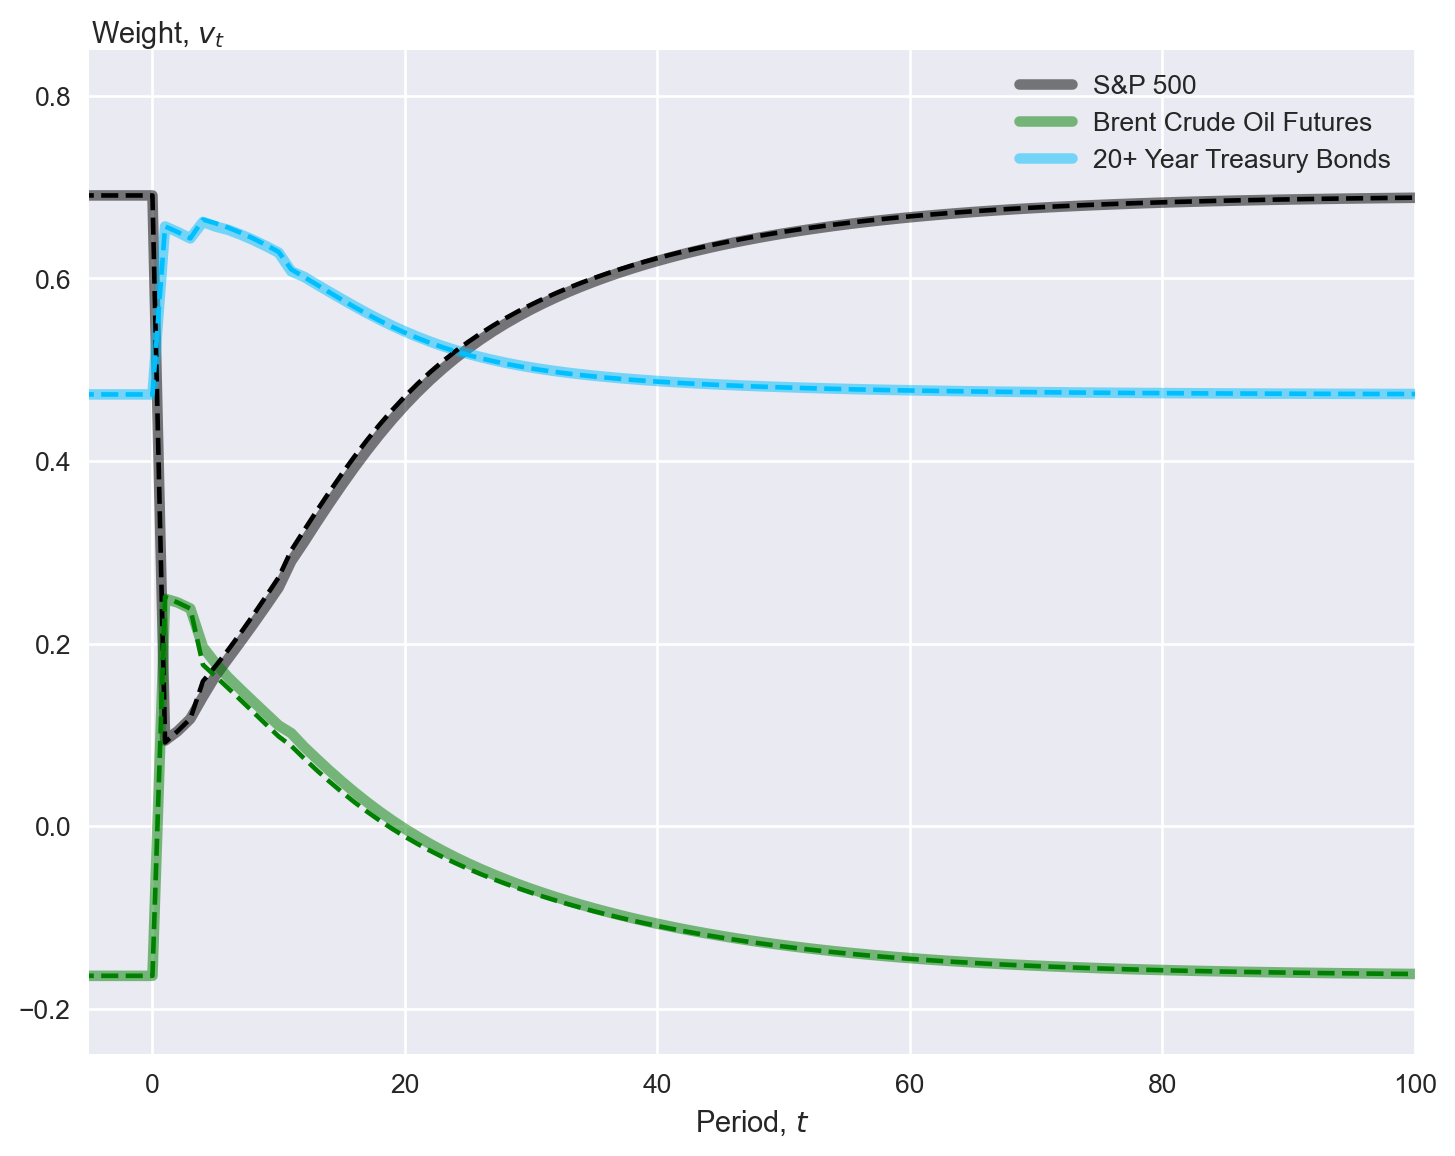 Weight, vₜ
S&P 500
Brent Crude Oil Futures
20+ Year Treasury Bonds
0.8
0.6
0.4
0.2
0.0
−0.2
0 20 40 60 80 100
Period, t